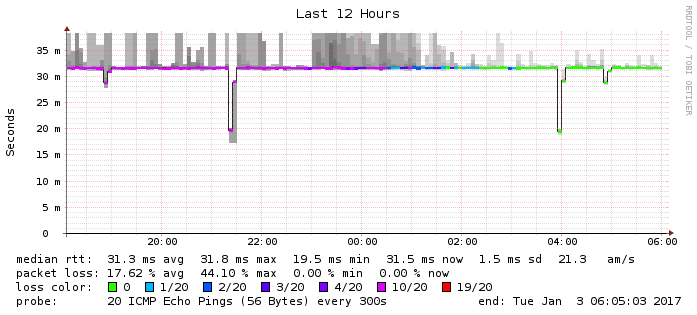 Last 12 Hours
RRDTOOL / TOBI OETIKER
Seconds
35 m
30 m
25 m
20 m
15 m
10 m
5 m
0
20:00 22:00 00:00 02:00 04:00 06:00
median rtt: 31.3 ms avg 31.8 ms max 19.5 ms min 31.5 ms now 1.5 ms sd 21.3 am/s
packet loss: 17.62 % avg 44.10 % max 0.00 % min 0.00 % now
loss color: 0 1/20 2/20 3/20 4/20 10/20 19/20
probe: 20 ICMP Echo Pings (56 Bytes) every 300s end: Tue Jan 3 06:05:03 2017